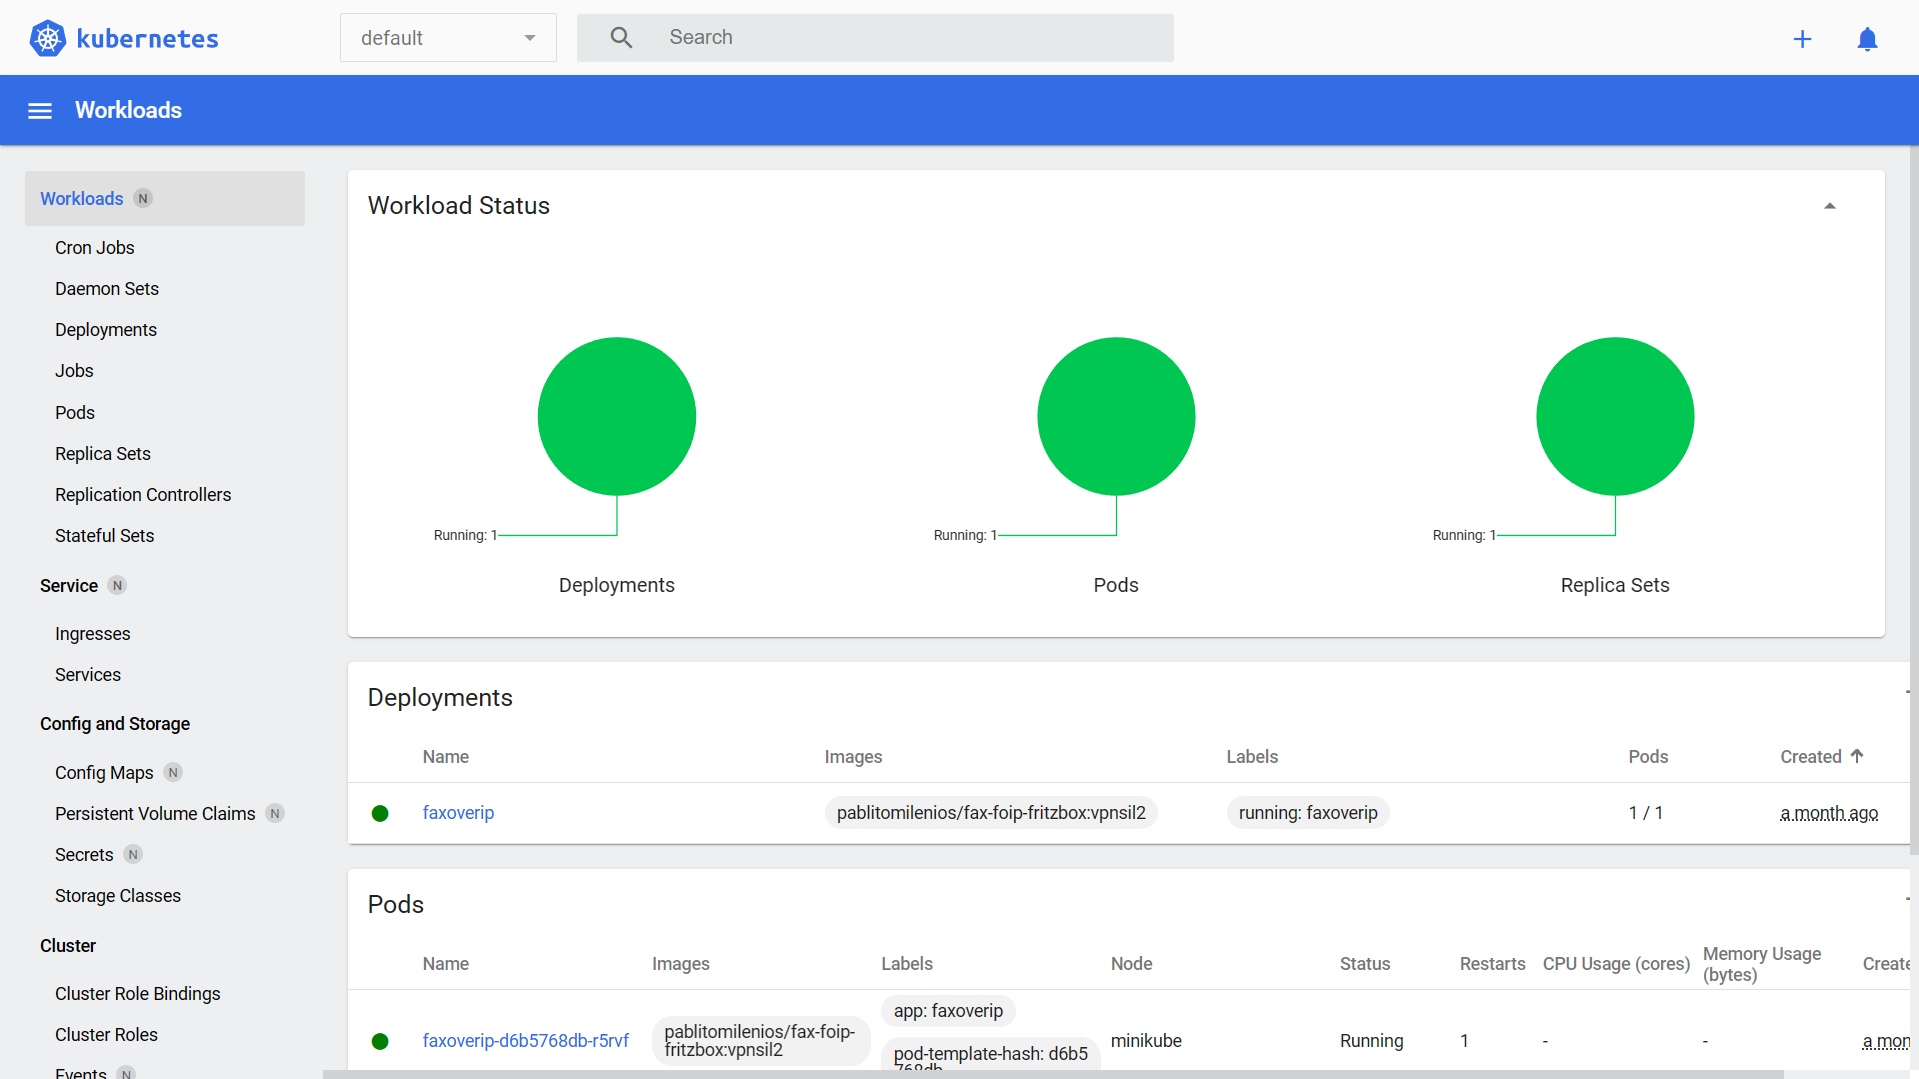 kubernetes
default
Search
Workloads
Workloads N
Cron Jobs
Daemon Sets
Deployments
Jobs
Pods
Replica Sets
Replication Controllers
Stateful Sets
Service N
Ingresses
Services
Config and Storage
Config Maps N
Persistent Volume Claims N
Secrets N
Storage Classes
Cluster
Cluster Role Bindings
Cluster Roles
Events N
Workload Status
Running: 1
Running: 1
Running: 1
Deployments
Pods
Replica Sets
Deployments
Name Images Labels Pods Created
faxoverip pablitomilenios/fax-foip-fritzbox:vpnsil2 running: faxoverip 1 / 1 a month ago
Pods
Name Images Labels Node Status Restarts CPU Usage (cores) Memory Usage
(bytes)
Create
app: faxoverip
faxoverip-d6b5768db-r5rvf pablitomilenios/fax-foip-
fritzbox:vpnsil2
pod-template-hash: d6b5
768db
minikube Running 1 - - a mon